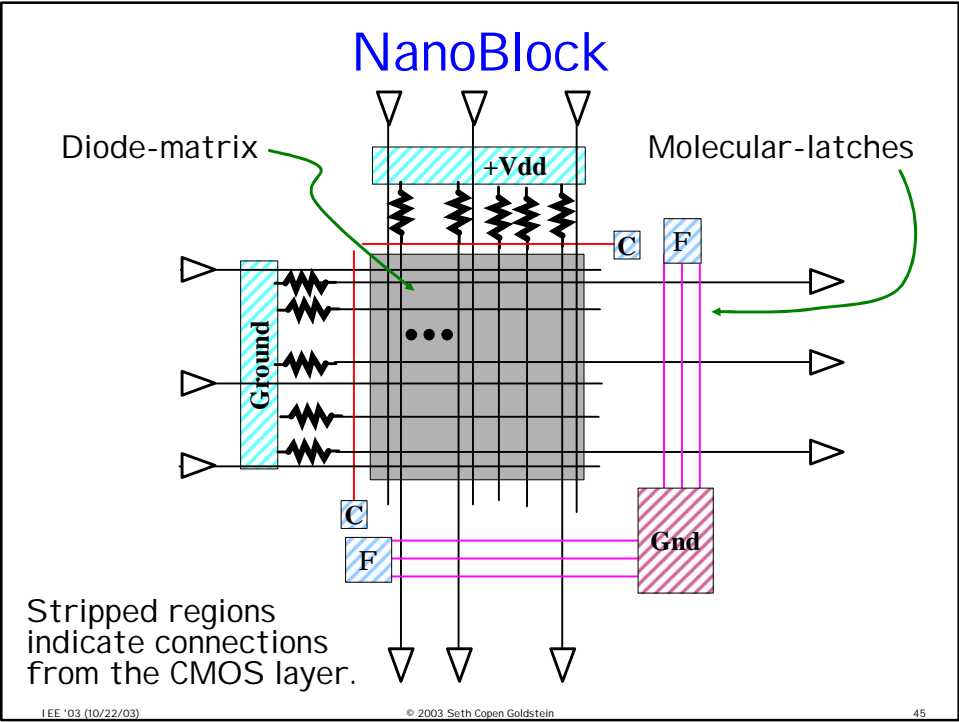 NanoBlock
Diode-matrix
Molecular-latches
+Vdd
C
F
Ground
•••
C
F
Gnd
Stripped regions
indicate connections
from the CMOS layer.
IEE '03 (10/22/03)
© 2003 Seth Copen Goldstein
45